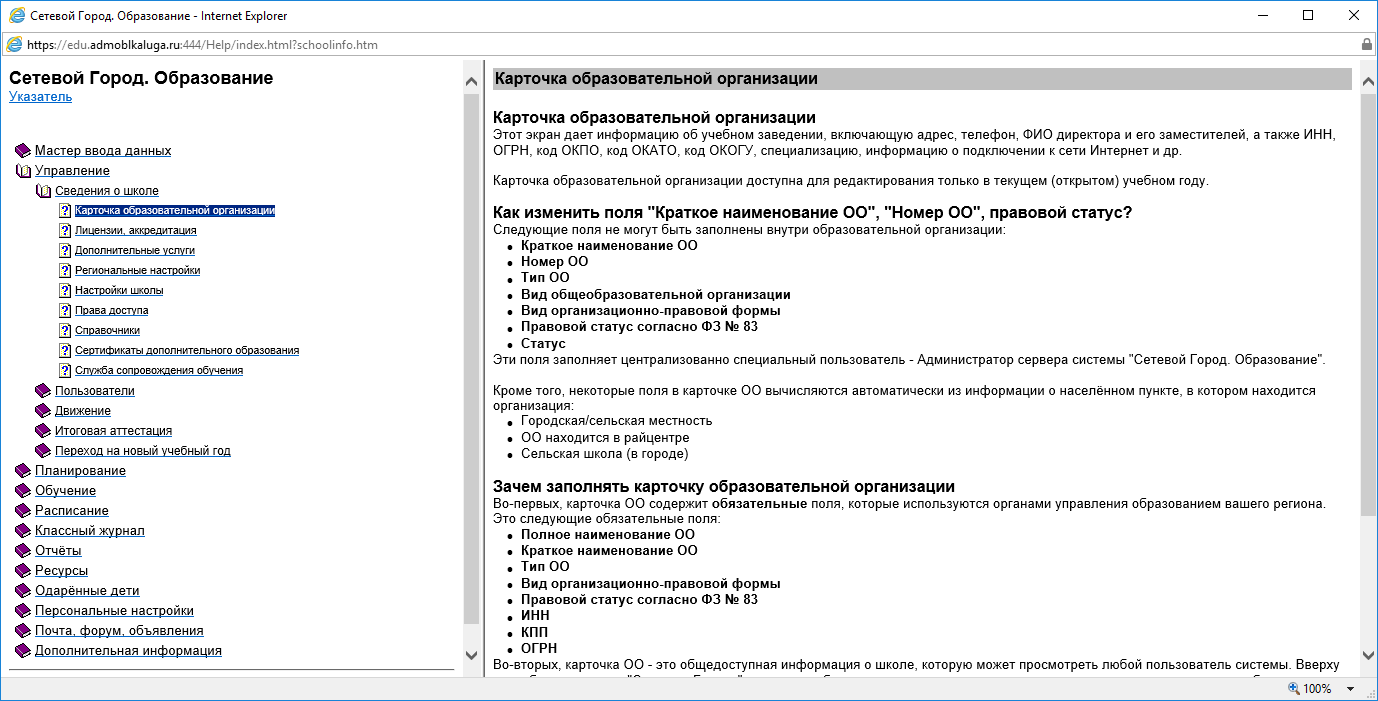 Сетевой Город. Образование - Internet Explorer
https://edu.admoblkaluga.ru:444/Help/index.html?schoolinfo.htm
Сетевой Город. Образование
Указатель
Мастер ввода данных
Управление
Сведения о школе
Карточка образовательной организации
Лицензии, аккредитация
Дополнительные услуги
Региональные настройки
Настройки школы
Права доступа
Справочники
Сертификаты дополнительного образования
Служба сопровождения обучения
Пользователи
Движение
Итоговая аттестация
Переход на новый учебный год
Планирование
Обучение
Расписание
Классный журнал
Отчёты
Ресурсы
Одарённые дети
Персональные настройки
Почта, форум, объявления
Дополнительная информация
Карточка образовательной организации
Карточка образовательной организации
Этот экран дает информацию об учебном заведении, включающую адрес, телефон, ФИО директора и его заместителей, а также ИНН,
ОГРН, код ОКПО, код ОКАТО, код ОКОГУ, специализацию, информацию о подключении к сети Интернет и др.
Карточка образовательной организации доступна для редактирования только в текущем (открытом) учебном году.
Как изменить поля "Краткое наименование ОО", "Номер ОО", правовой статус?
Следующие поля не могут быть заполнены внутри образовательной организации:
• Краткое наименование ОО
• Номер ОО
• Тип ОО
• Вид общеобразовательной организации
• Вид организационно-правовой формы
• Правовой статус согласно ФЗ № 83
• Статус
Эти поля заполняет централизованно специальный пользователь - Администратор сервера системы "Сетевой Город. Образование".
Кроме того, некоторые поля в карточке ОО вычисляются автоматически из информации о населённом пункте, в котором находится
организация:
• Городская/сельская местность
• ОО находится в райцентре
• Сельская школа (в городе)
Зачем заполнять карточку образовательной организации
Во-первых, карточка ОО содержит обязательные поля, которые используются органами управления образованием вашего региона.
Это следующие обязательные поля:
• Полное наименование ОО
• Краткое наименование ОО
• Тип ОО
• Вид организационно-правовой формы
• Правовой статус согласно ФЗ № 83
• ИНН
• КПП
• ОГРН
Во-вторых, карточка ОО - это общедоступная информация о школе, которую может просмотреть любой пользователь системы. Вверху
100%